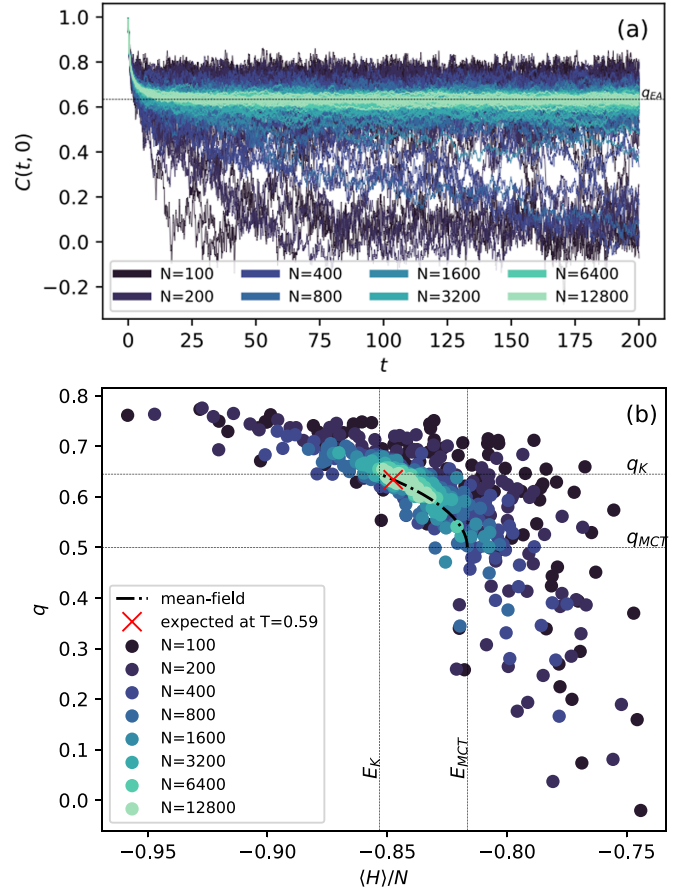 (a)
1.0
0.8
0.6
0.4
0.2
0.0
−0.2
C(t, 0)
q_EA
N=100 N=400 N=1600 N=6400
N=200 N=800 N=3200 N=12800
0 25 50 75 100 125 150 175 200
t
(b)
0.8
0.7
0.6
0.5
0.4
0.3
0.2
0.1
0.0
q
q_K
q_MCT
E_K
E_MCT
mean-field
expected at T=0.59
N=100
N=200
N=400
N=800
N=1600
N=3200
N=6400
N=12800
−0.95 −0.90 −0.85 −0.80 −0.75
⟨H⟩/N